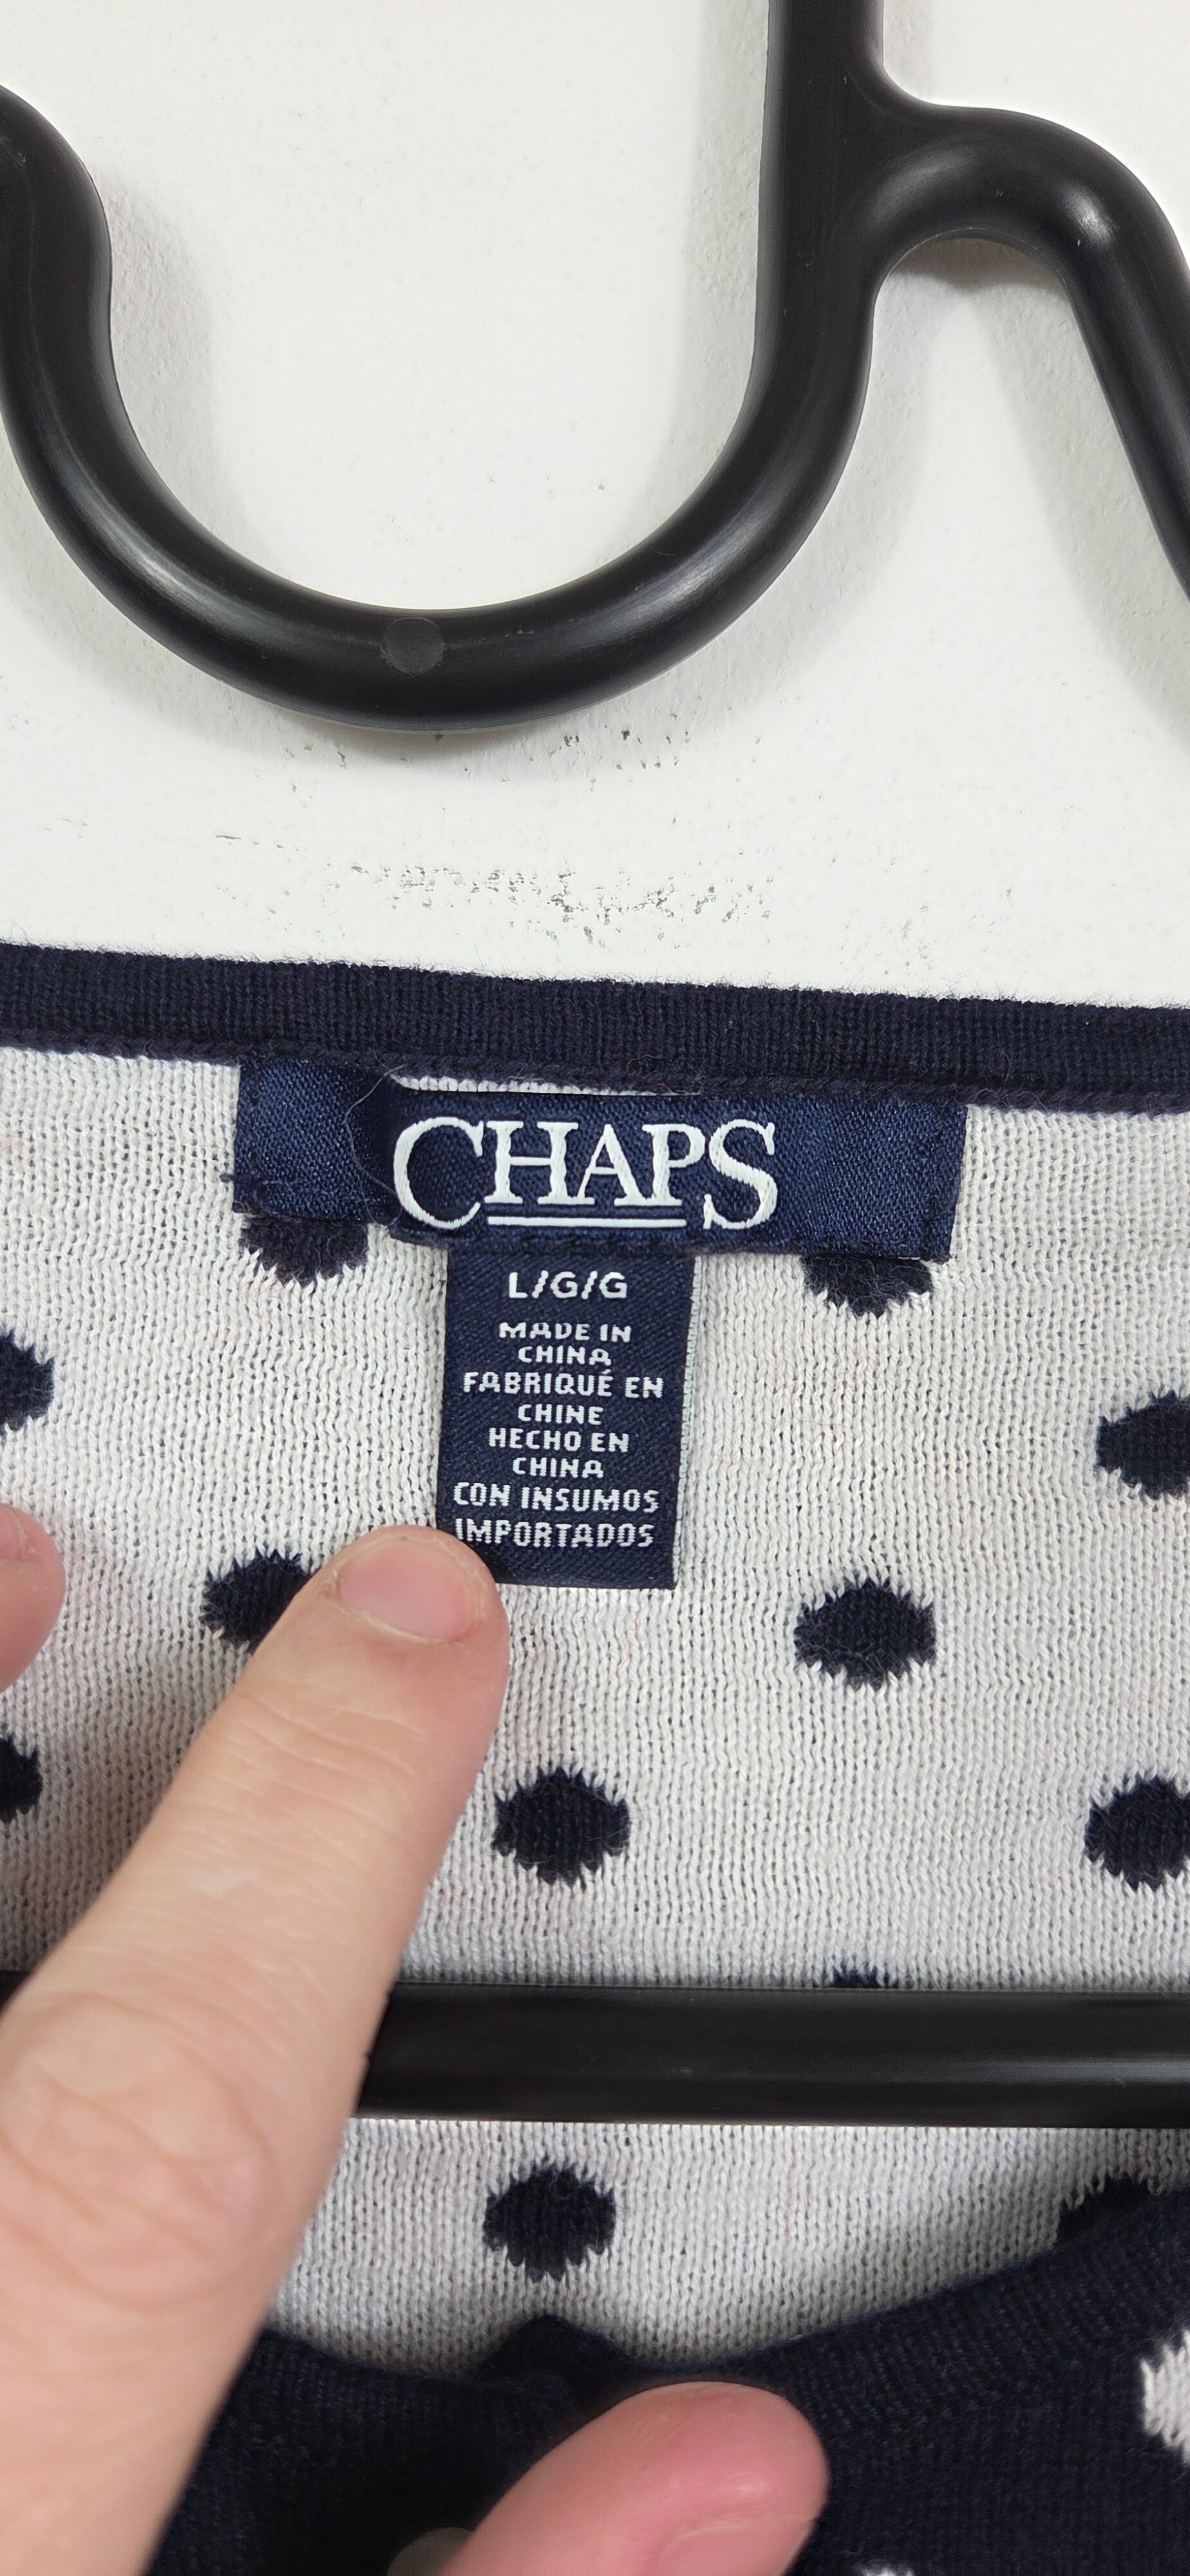 CHAPS
L/G/G
MADE IN
CHINA
FABRIQUÉ EN
CHINE
HECHO EN
CHINA
CON INSUMOS
IMPORTADOS